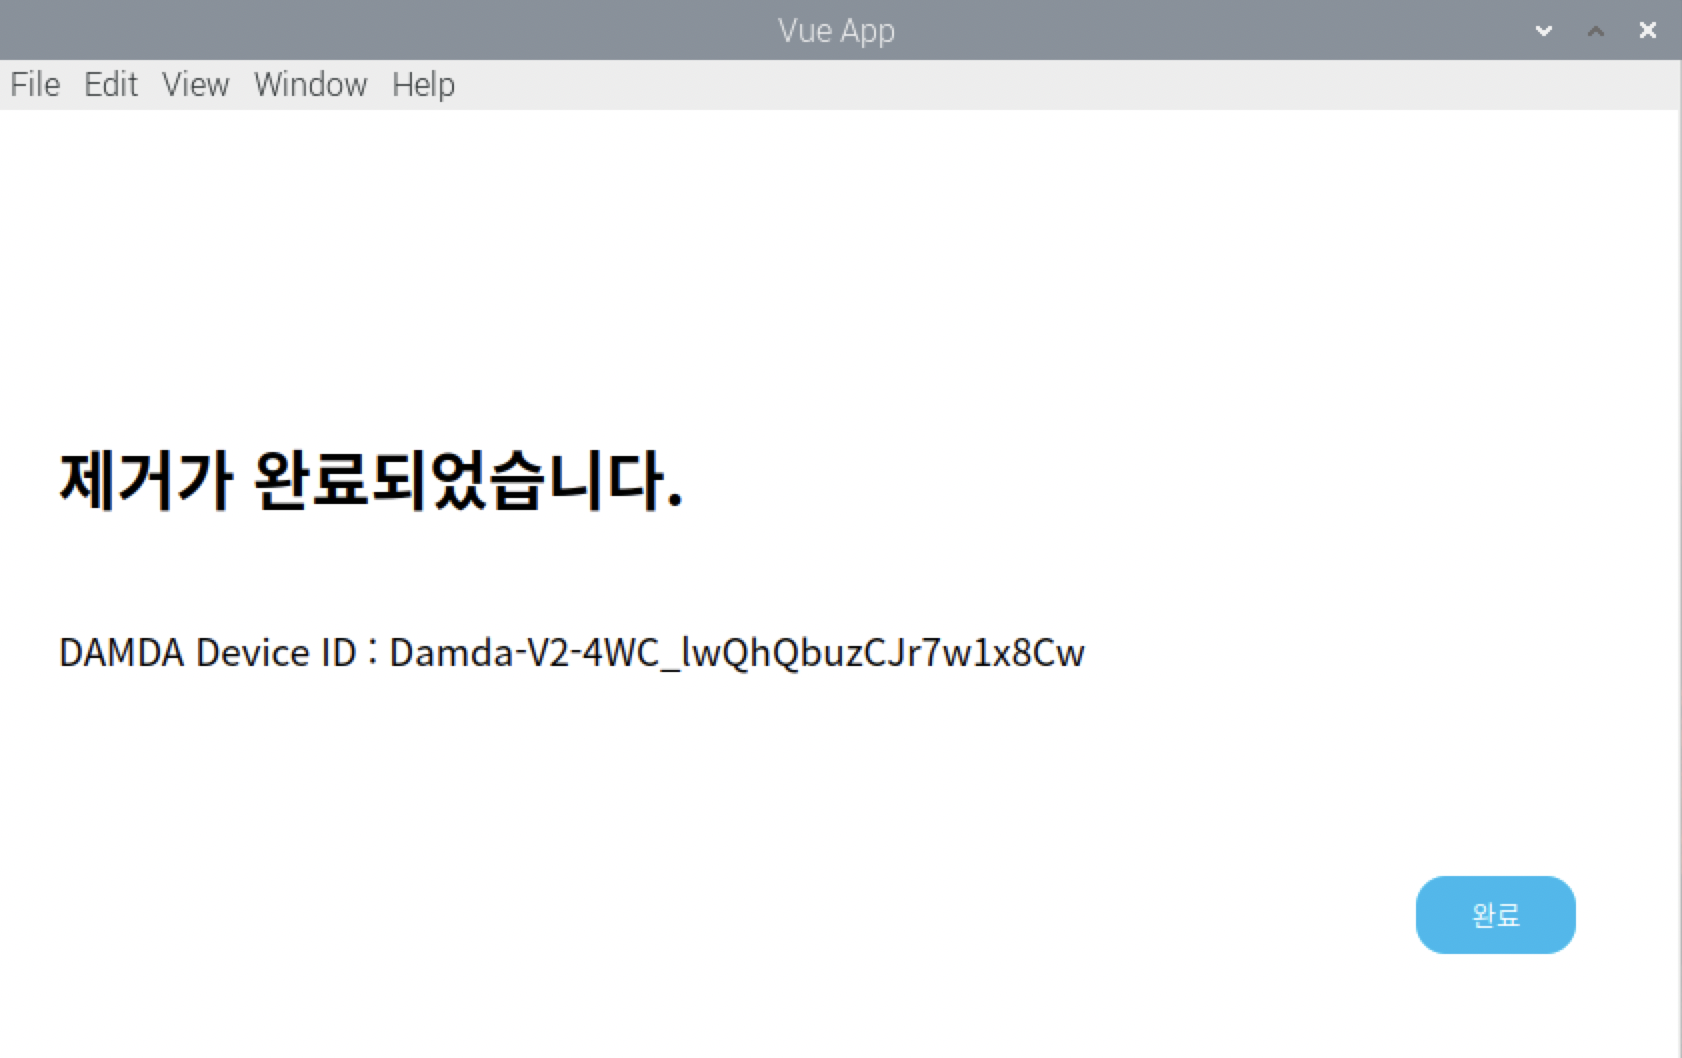 Vue App
File Edit View Window Help
제거가 완료되었습니다.
DAMDA Device ID : Damda-V2-4WC_lwQhQbuzCJr7w1x8Cw
완료